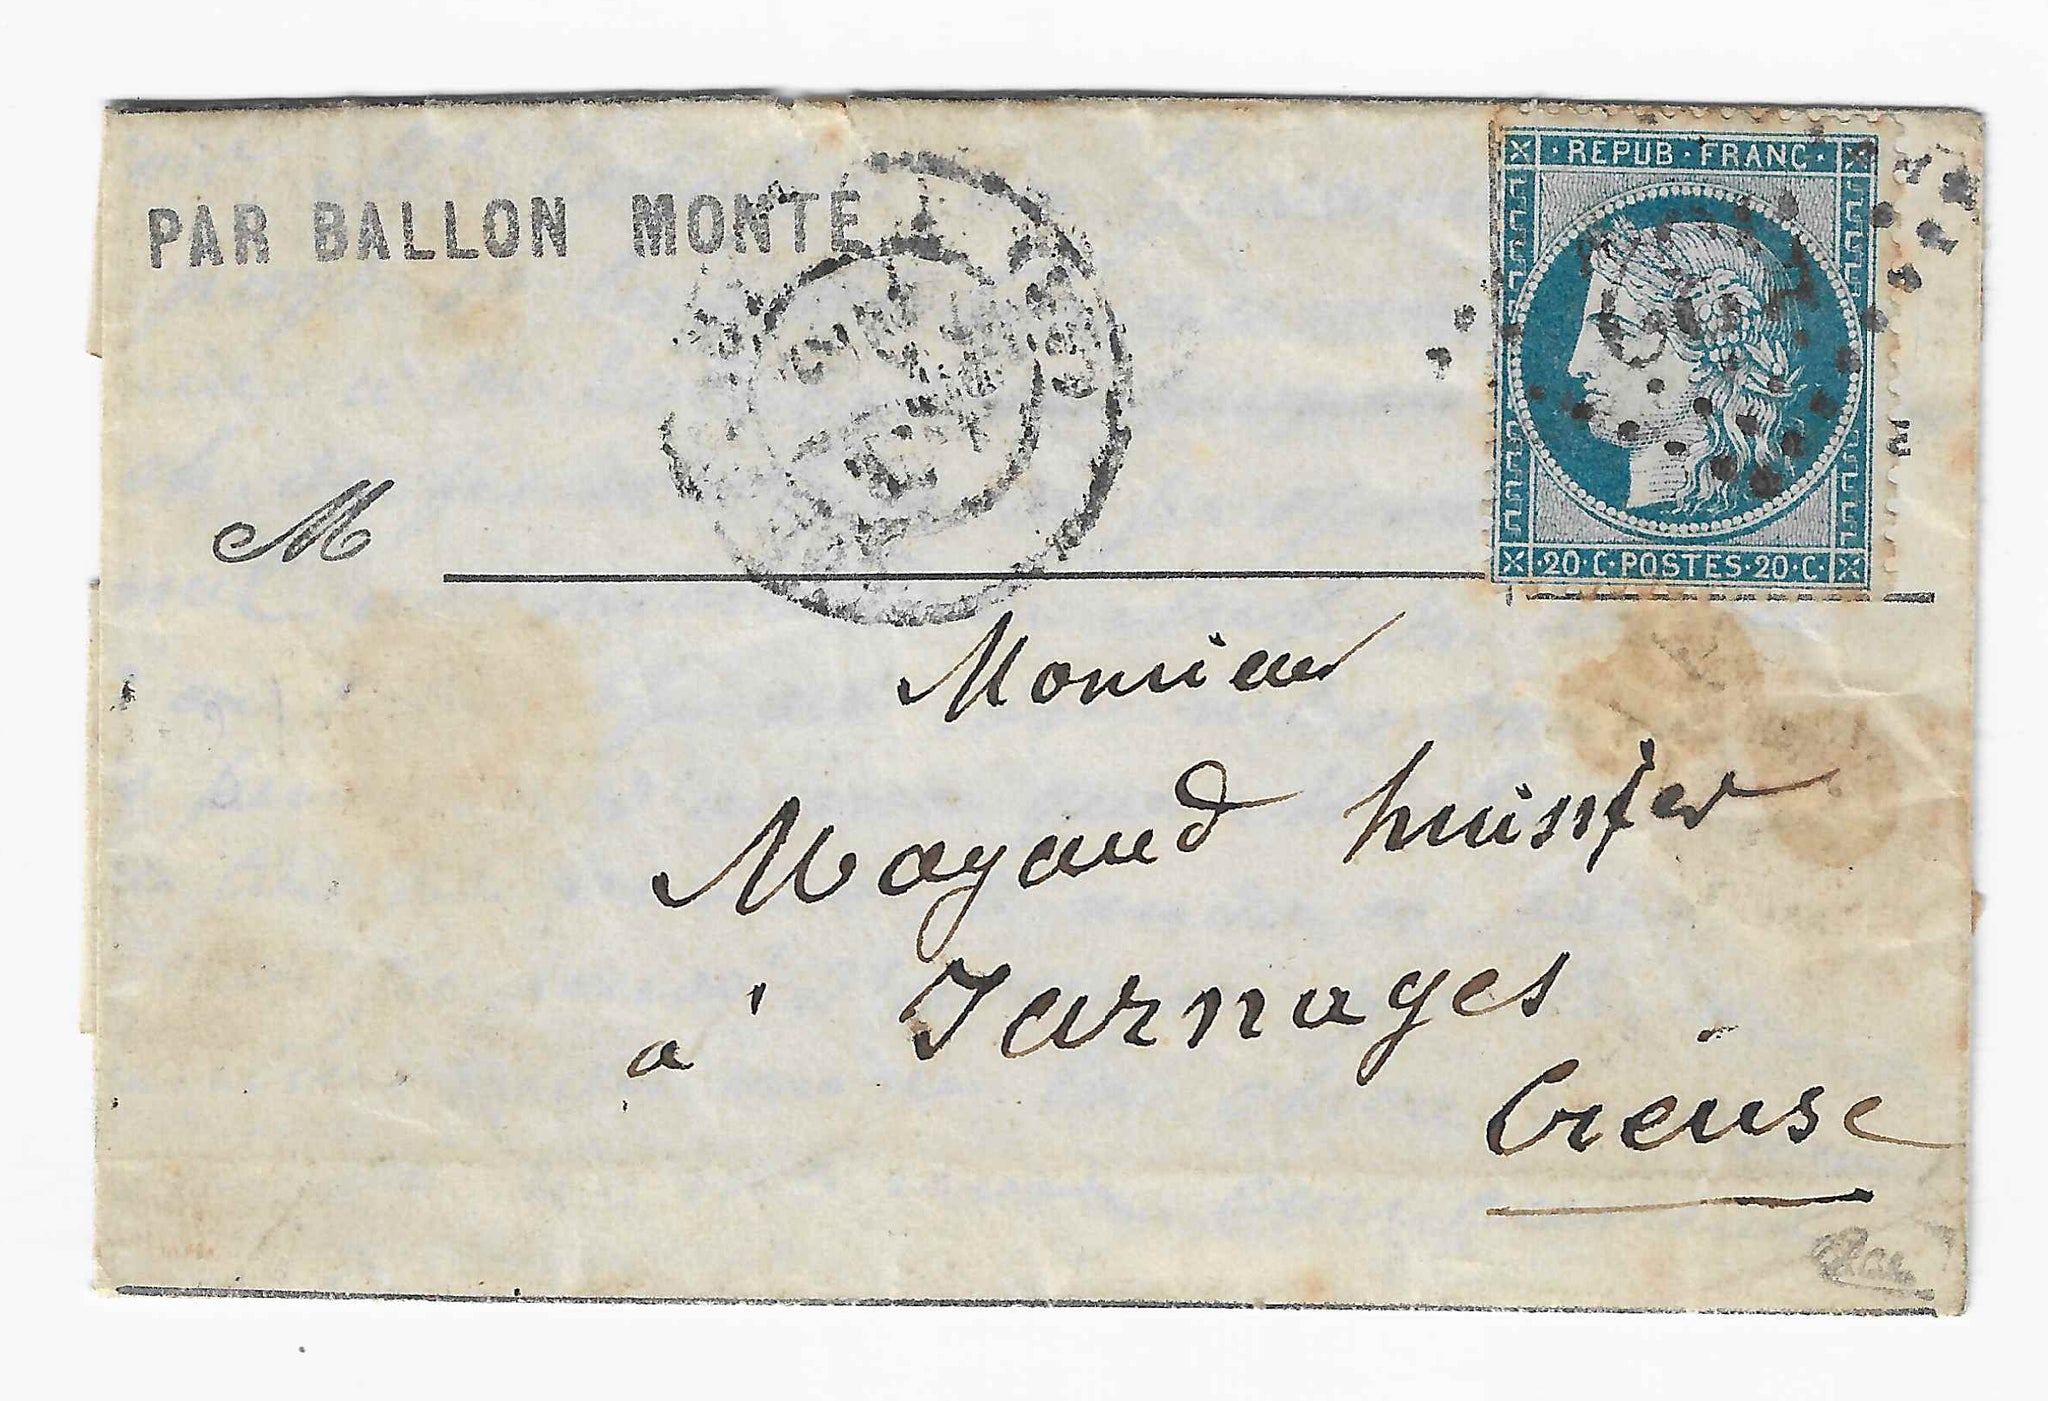 PAR BALLON MONTÉ
· REPUB · FRANC ·
M
· 20 · C · POSTES · 20 · C ·
Monsieur
Mayaud huissier
à Jarnages
Creuse